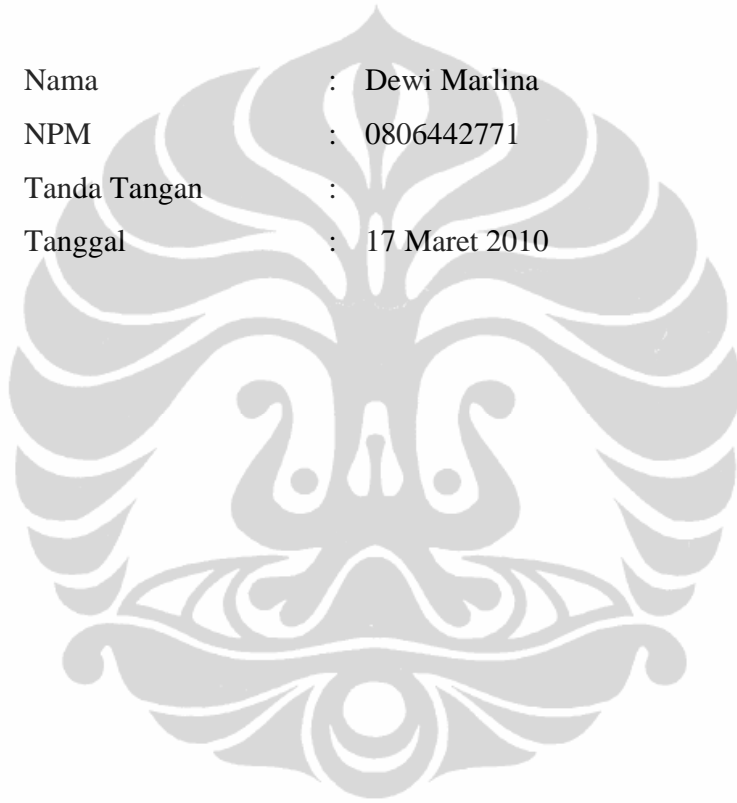 Nama : Dewi Marlina
NPM : 0806442771
Tanda Tangan :
Tanggal : 17 Maret 2010